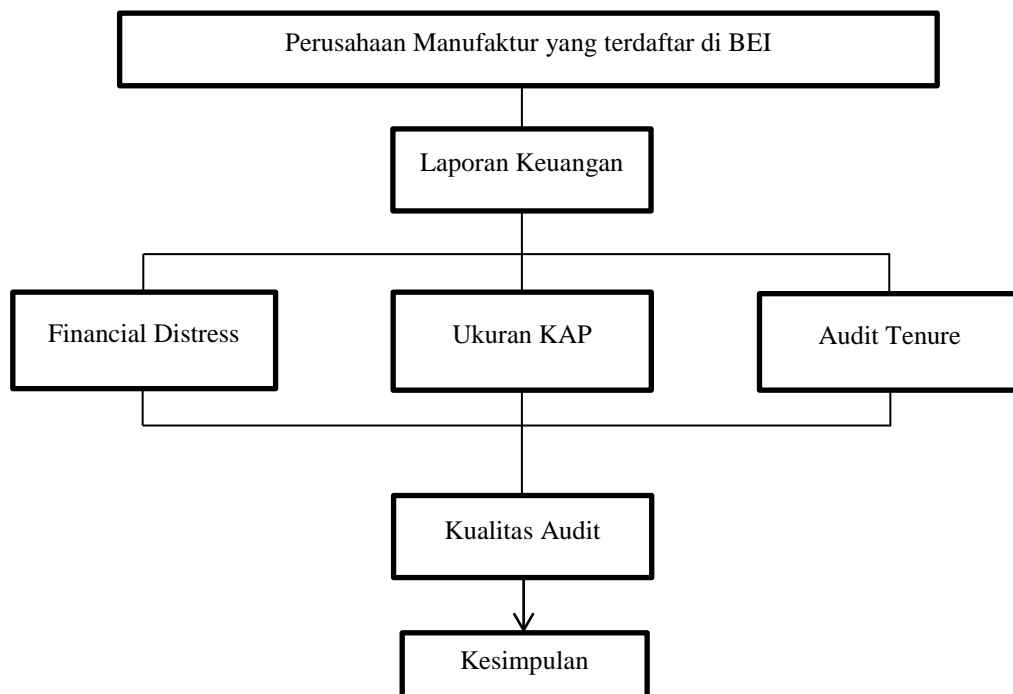 Perusahaan Manufaktur yang terdaftar di BEI
Laporan Keuangan
Financial Distress
Ukuran KAP
Audit Tenure
Kualitas Audit
Kesimpulan